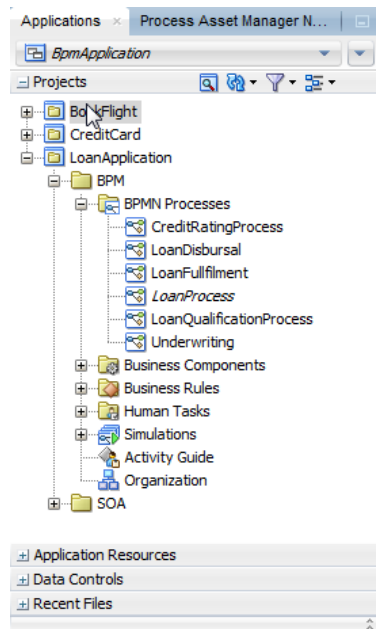 Applications Process Asset Manager N...
BpmApplication
Projects
BookFlight
CreditCard
LoanApplication
BPM
BPMN Processes
CreditRatingProcess
LoanDisbursal
LoanFullfilment
LoanProcess
LoanQualificationProcess
Underwriting
Business Components
Business Rules
Human Tasks
Simulations
Activity Guide
Organization
SOA
Application Resources
Data Controls
Recent Files